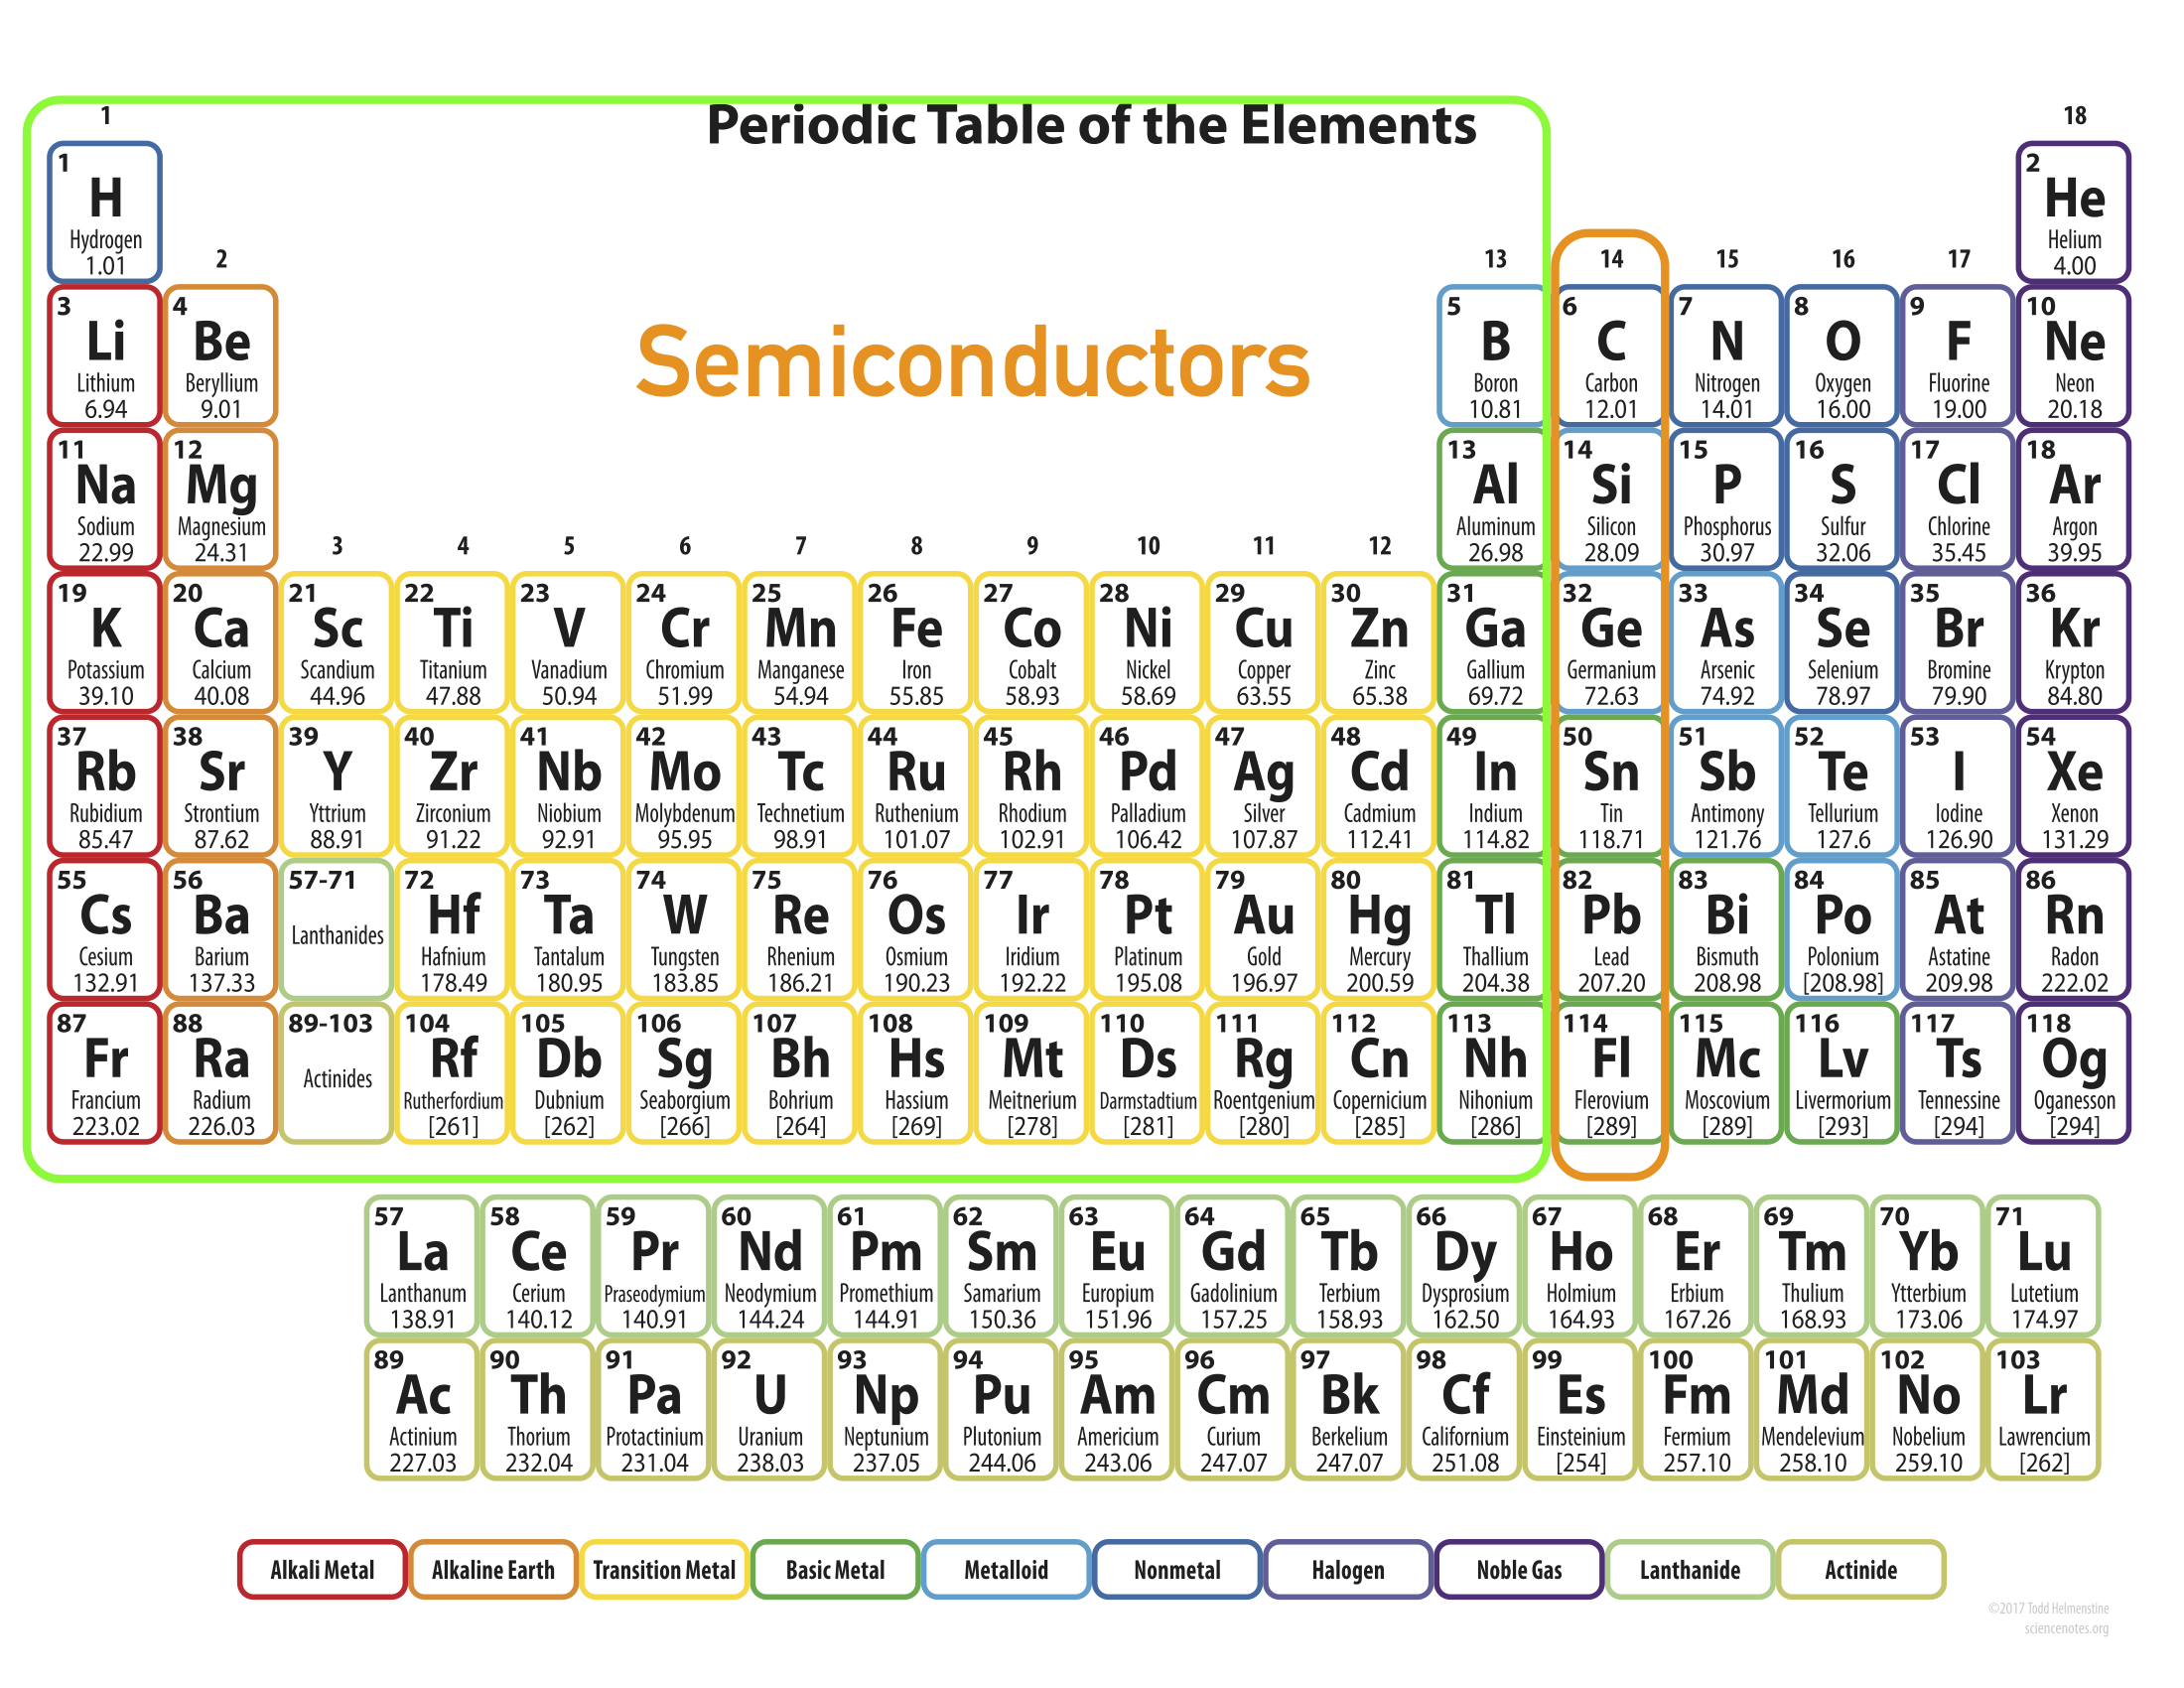 Periodic Table of the Elements
Semiconductors
1 18
1 2
H He
Hydrogen Helium
1.01 4.00
2 13 14 15 16 17
3 4 5 6 7 8 9 10
Li Be B C N O F Ne
Lithium Beryllium Boron Carbon Nitrogen Oxygen Fluorine Neon
6.94 9.01 10.81 12.01 14.01 16.00 19.00 20.18
11 12 13 14 15 16 17 18
Na Mg Al Si P S Cl Ar
Sodium Magnesium Aluminum Silicon Phosphorus Sulfur Chlorine Argon
22.99 24.31 26.98 28.09 30.97 32.06 35.45 39.95
3 4 5 6 7 8 9 10 11 12
19 20 21 22 23 24 25 26 27 28 29 30 31 32 33 34 35 36
K Ca Sc Ti V Cr Mn Fe Co Ni Cu Zn Ga Ge As Se Br Kr
Potassium Calcium Scandium Titanium Vanadium Chromium Manganese Iron Cobalt Nickel Copper Zinc Gallium Germanium Arsenic Selenium Bromine Krypton
39.10 40.08 44.96 47.88 50.94 51.99 54.94 55.85 58.93 58.69 63.55 65.38 69.72 72.63 74.92 78.97 79.90 84.80
37 38 39 40 41 42 43 44 45 46 47 48 49 50 51 52 53 54
Rb Sr Y Zr Nb Mo Tc Ru Rh Pd Ag Cd In Sn Sb Te I Xe
Rubidium Strontium Yttrium Zirconium Niobium Molybdenum Technetium Ruthenium Rhodium Palladium Silver Cadmium Indium Tin Antimony Tellurium Iodine Xenon
85.47 87.62 88.91 91.22 92.91 95.95 98.91 101.07 102.91 106.42 107.87 112.41 114.82 118.71 121.76 127.6 126.90 131.29
55 56 57-71 72 73 74 75 76 77 78 79 80 81 82 83 84 85 86
Cs Ba Lanthanides Hf Ta W Re Os Ir Pt Au Hg Tl Pb Bi Po At Rn
Cesium Barium Hafnium Tantalum Tungsten Rhenium Osmium Iridium Platinum Gold Mercury Thallium Lead Bismuth Polonium Astatine Radon
132.91 137.33 178.49 180.95 183.85 186.21 190.23 192.22 195.08 196.97 200.59 204.38 207.20 208.98 [208.98] 209.98 222.02
87 88 89-103 104 105 106 107 108 109 110 111 112 113 114 115 116 117 118
Fr Ra Actinides Rf Db Sg Bh Hs Mt Ds Rg Cn Nh Fl Mc Lv Ts Og
Francium Radium Rutherfordium Dubnium Seaborgium Bohrium Hassium Meitnerium Darmstadtium Roentgenium Copernicium Nihonium Flerovium Moscovium Livermorium Tennessine Oganesson
223.02 226.03 [261] [262] [266] [264] [269] [278] [281] [280] [285] [286] [289] [289] [293] [294] [294]
57 58 59 60 61 62 63 64 65 66 67 68 69 70 71
La Ce Pr Nd Pm Sm Eu Gd Tb Dy Ho Er Tm Yb Lu
Lanthanum Cerium Praseodymium Neodymium Promethium Samarium Europium Gadolinium Terbium Dysprosium Holmium Erbium Thulium Ytterbium Lutetium
138.91 140.12 140.91 144.24 144.91 150.36 151.96 157.25 158.93 162.50 164.93 167.26 168.93 173.06 174.97
89 90 91 92 93 94 95 96 97 98 99 100 101 102 103
Ac Th Pa U Np Pu Am Cm Bk Cf Es Fm Md No Lr
Actinium Thorium Protactinium Uranium Neptunium Plutonium Americium Curium Berkelium Californium Einsteinium Fermium Mendelevium Nobelium Lawrencium
227.03 232.04 231.04 238.03 237.05 244.06 243.06 247.07 247.07 251.08 [254] 257.10 258.10 259.10 [262]
Alkali Metal Alkaline Earth Transition Metal Basic Metal Metalloid Nonmetal Halogen Noble Gas Lanthanide Actinide
©2017 Todd Helmenstine
sciencenotes.org